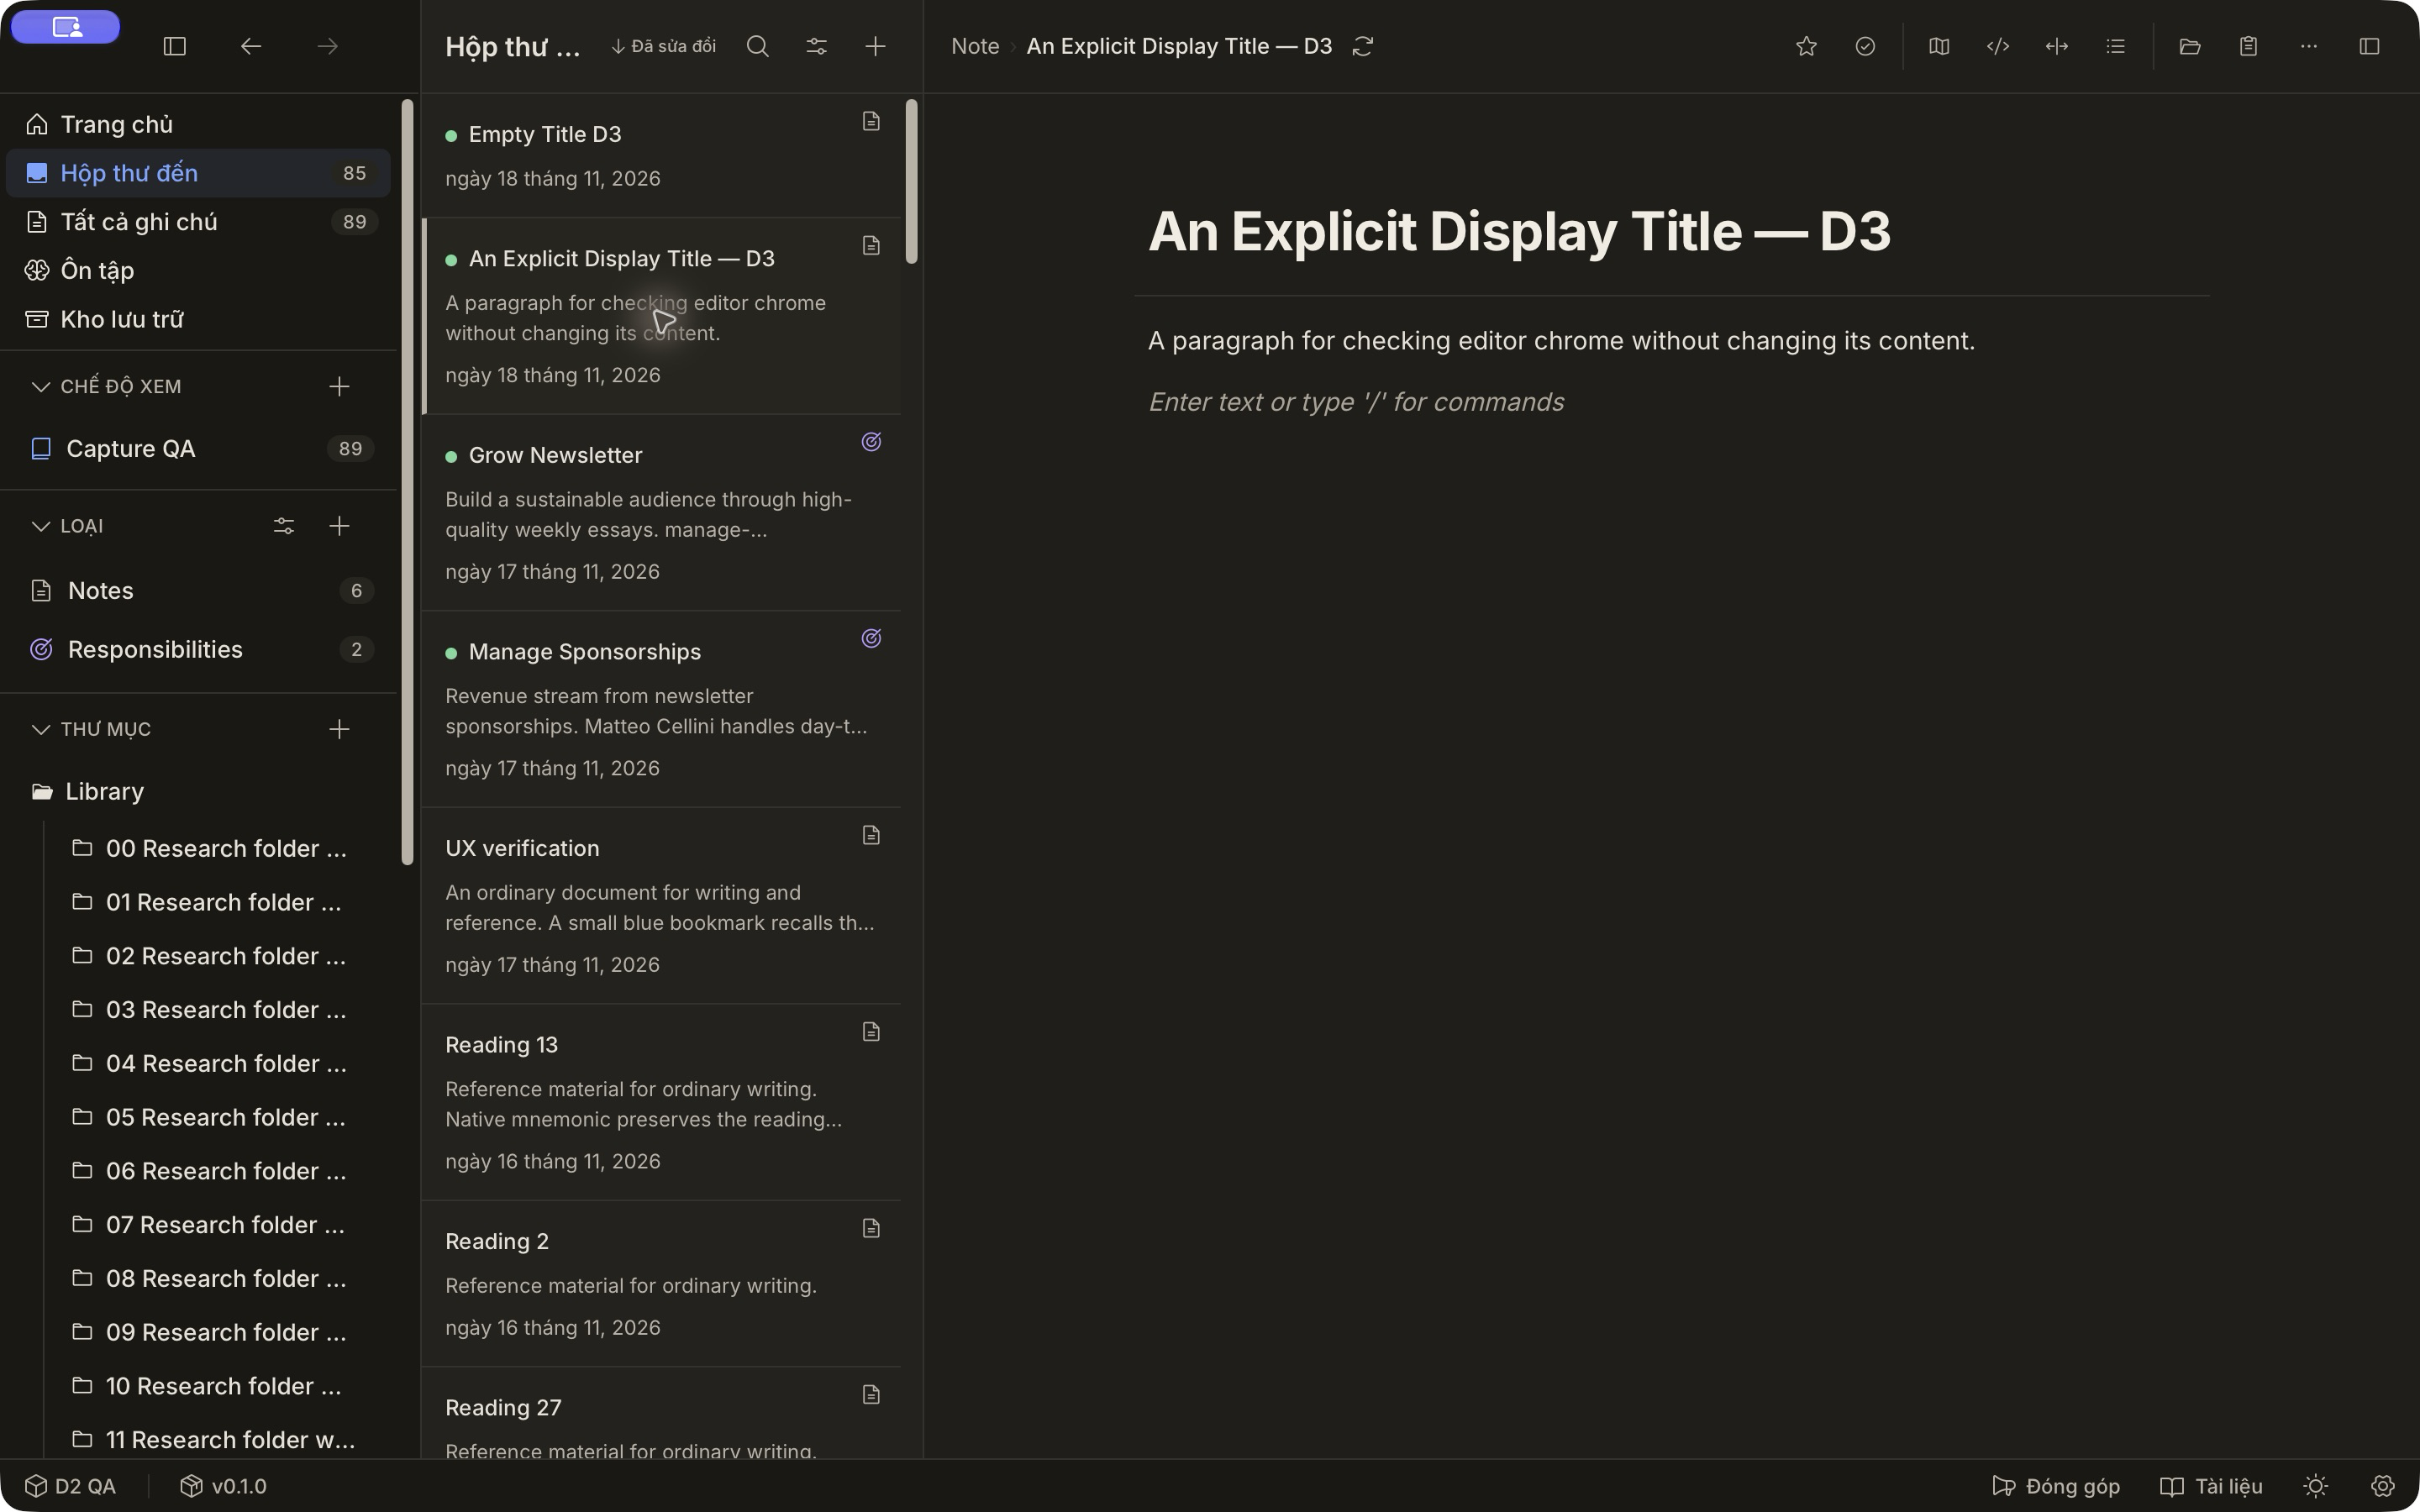 Trang chủ
Hộp thư đến 85
Tất cả ghi chú 89
Ôn tập
Kho lưu trữ
CHẾ ĐỘ XEM
Capture QA 89
LOẠI
Notes 6
Responsibilities 2
THƯ MỤC
Library
00 Research folder ...
01 Research folder ...
02 Research folder ...
03 Research folder ...
04 Research folder ...
05 Research folder ...
06 Research folder ...
07 Research folder ...
08 Research folder ...
09 Research folder ...
10 Research folder ...
11 Research folder w...
Hộp thư ... Đã sửa đổi
Empty Title D3
ngày 18 tháng 11, 2026
An Explicit Display Title — D3
A paragraph for checking editor chrome
without changing its content.
ngày 18 tháng 11, 2026
Grow Newsletter
Build a sustainable audience through high-
quality weekly essays. manage-...
ngày 17 tháng 11, 2026
Manage Sponsorships
Revenue stream from newsletter
sponsorships. Matteo Cellini handles day-t...
ngày 17 tháng 11, 2026
UX verification
An ordinary document for writing and
reference. A small blue bookmark recalls th...
ngày 17 tháng 11, 2026
Reading 13
Reference material for ordinary writing.
Native mnemonic preserves the reading...
ngày 16 tháng 11, 2026
Reading 2
Reference material for ordinary writing.
ngày 16 tháng 11, 2026
Reading 27
Reference material for ordinary writing.
Note › An Explicit Display Title — D3
An Explicit Display Title — D3
A paragraph for checking editor chrome without changing its content.
Enter text or type '/' for commands
D2 QA v0.1.0 Đóng góp Tài liệu